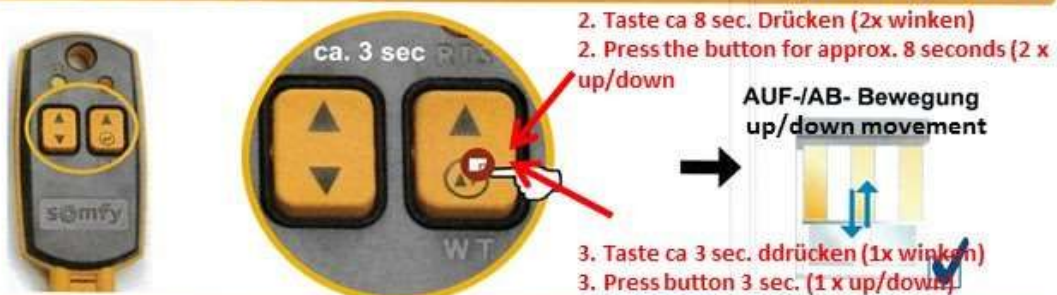 2. Taste ca 8 sec. Drücken (2x winken)
2. Press the button for approx. 8 seconds (2 x
up/down
ca. 3 sec
RTS
AUF-/AB- Bewegung
up/down movement
somfy
WT
3. Taste ca 3 sec. ddrücken (1x winken)
3. Press button 3 sec. (1 x up/down)